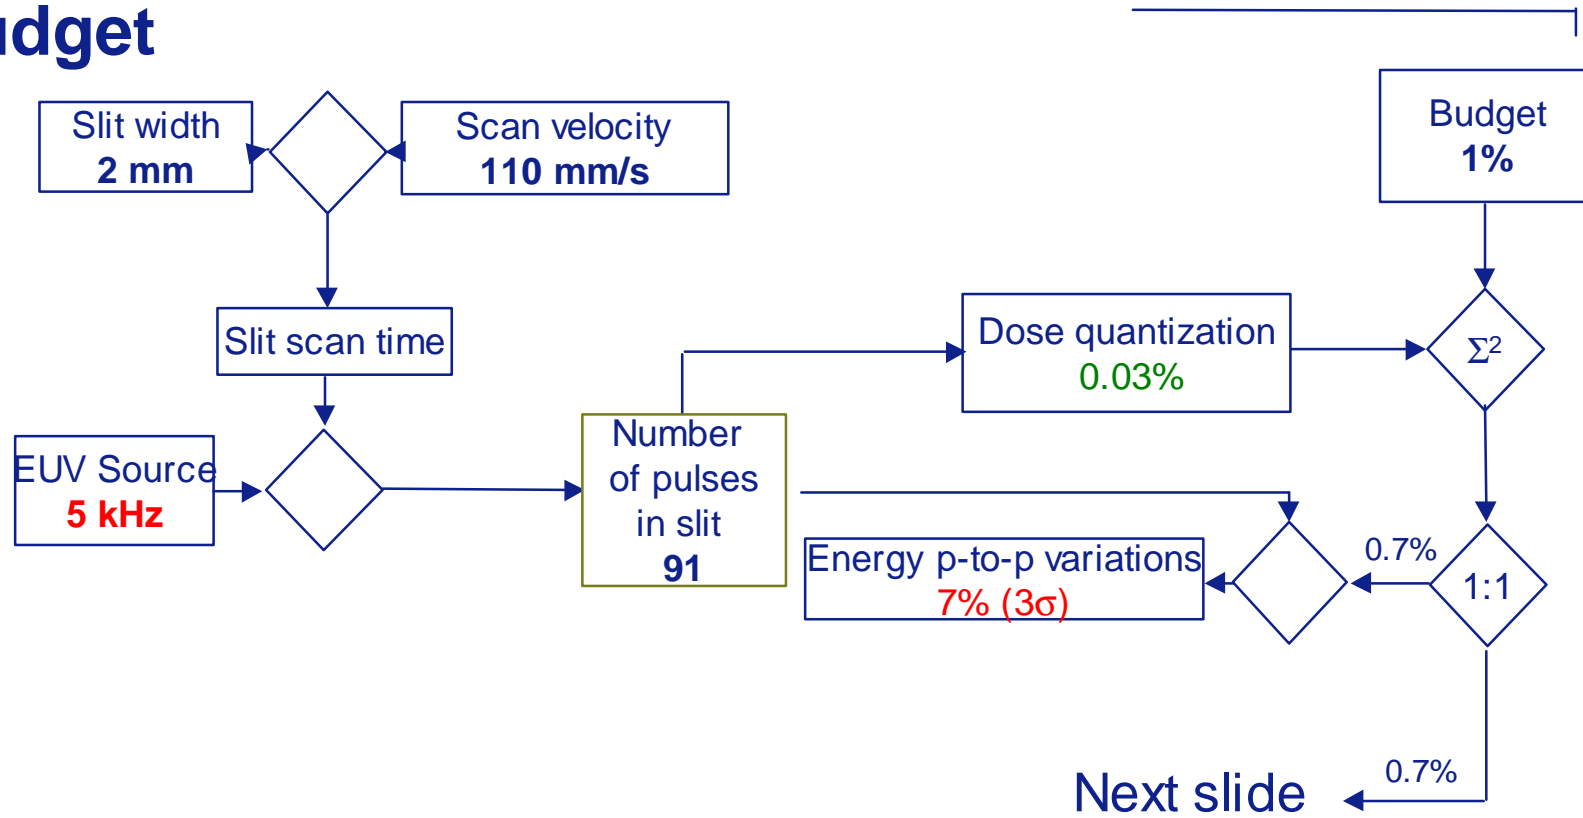 Slit width
2 mm
Scan velocity
110 mm/s
Budget
1%
Slit scan time
Dose quantization
0.03%
Σ²
EUV Source
5 kHz
Number
of pulses
in slit
91
Energy p-to-p variations
7% (3σ)
0.7%
1:1
Next slide
0.7%